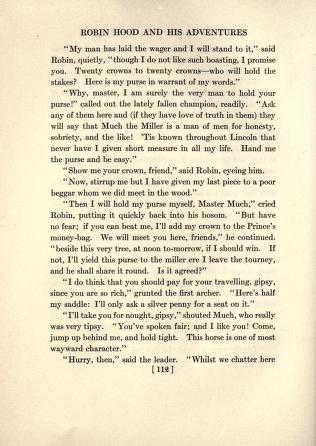 ROBIN HOOD AND HIS ADVENTURES
"My man has laid the wager and I will stand to it," said
Robin, quietly, "though I do not like such boasting, I promise
you. Twenty crowns to twenty crowns—who will hold the
stakes? Here is my purse in warrant of my words."
"Why, master, I am surely the very man to hold your
purse!" called out the lately fallen champion, readily. "Ask
any of them here and (if they have love of truth in them) they
will say that Much the Miller is a man of men for honesty,
sobriety, and the like! 'Tis known throughout Lincoln that
never have I given short measure in all my life. Hand me
the purse and be easy."
"Show me your crown, friend," said Robin, eyeing him.
"Now, stirrup me but I have given my last piece to a poor
beggar whom we did meet in the wood."
"Then I will hold my purse myself, Master Much," cried
Robin, putting it quickly back into his bosom. "But have
no fear; if you can beat me, I'll add my crown to the Prince's
money-bag. We will meet you here, friends," he continued.
"beside this very tree, at noon to-morrow, if I should win. If
not, I'll yield this purse to the miller ere I leave the tourney,
and he shall share it round. Is it agreed?"
"I do think that you should pay for your travelling, gipsy,
since you are so rich," grunted the first archer. "Here's half
my saddle: I'll only ask a silver penny for a seat on it."
"I'll take you for nought, gipsy," shouted Much, who really
was very tipsy. "You've spoken fair; and I like you! Come,
jump up behind me, and hold tight. This horse is one of most
wayward character."
"Hurry, then," said the leader. "Whilst we chatter here
[ 112 ]